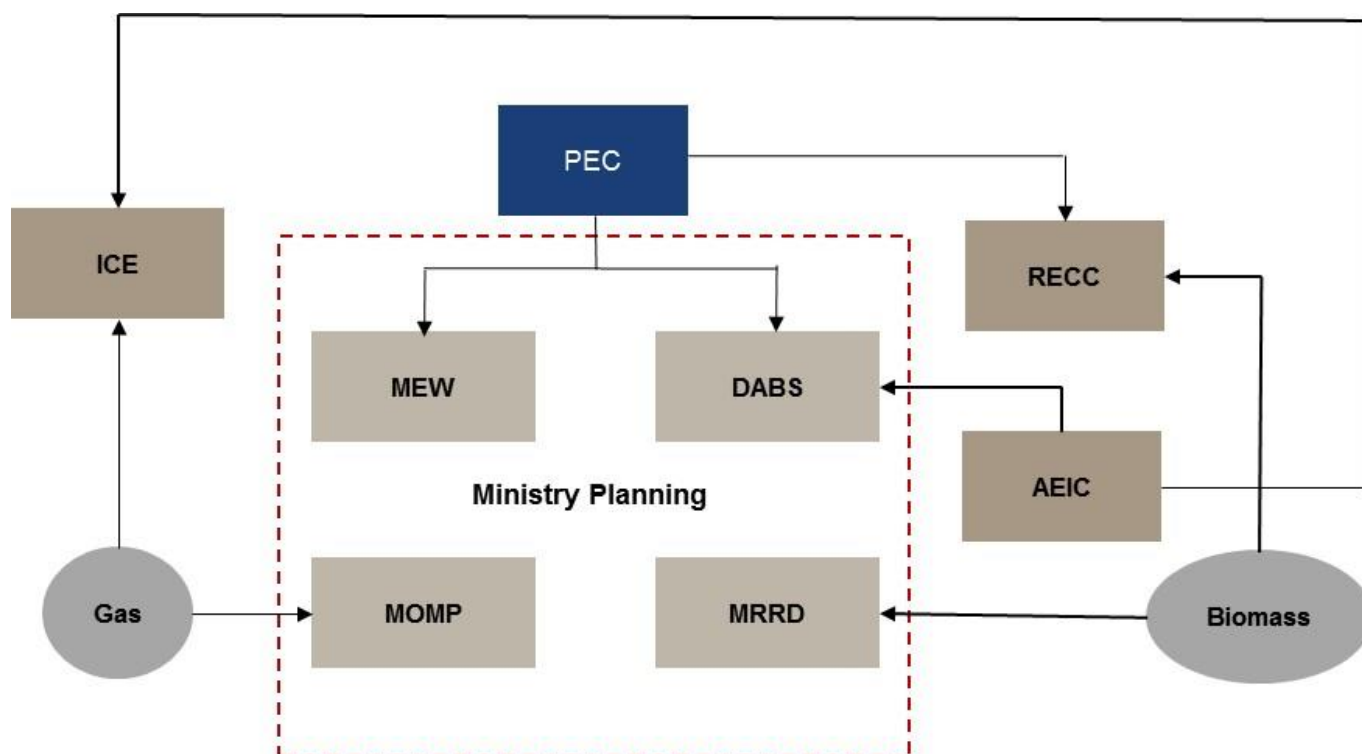 PEC
ICE
RECC
MEW
DABS
Ministry Planning
AEIC
Gas
MOMP
MRRD
Biomass